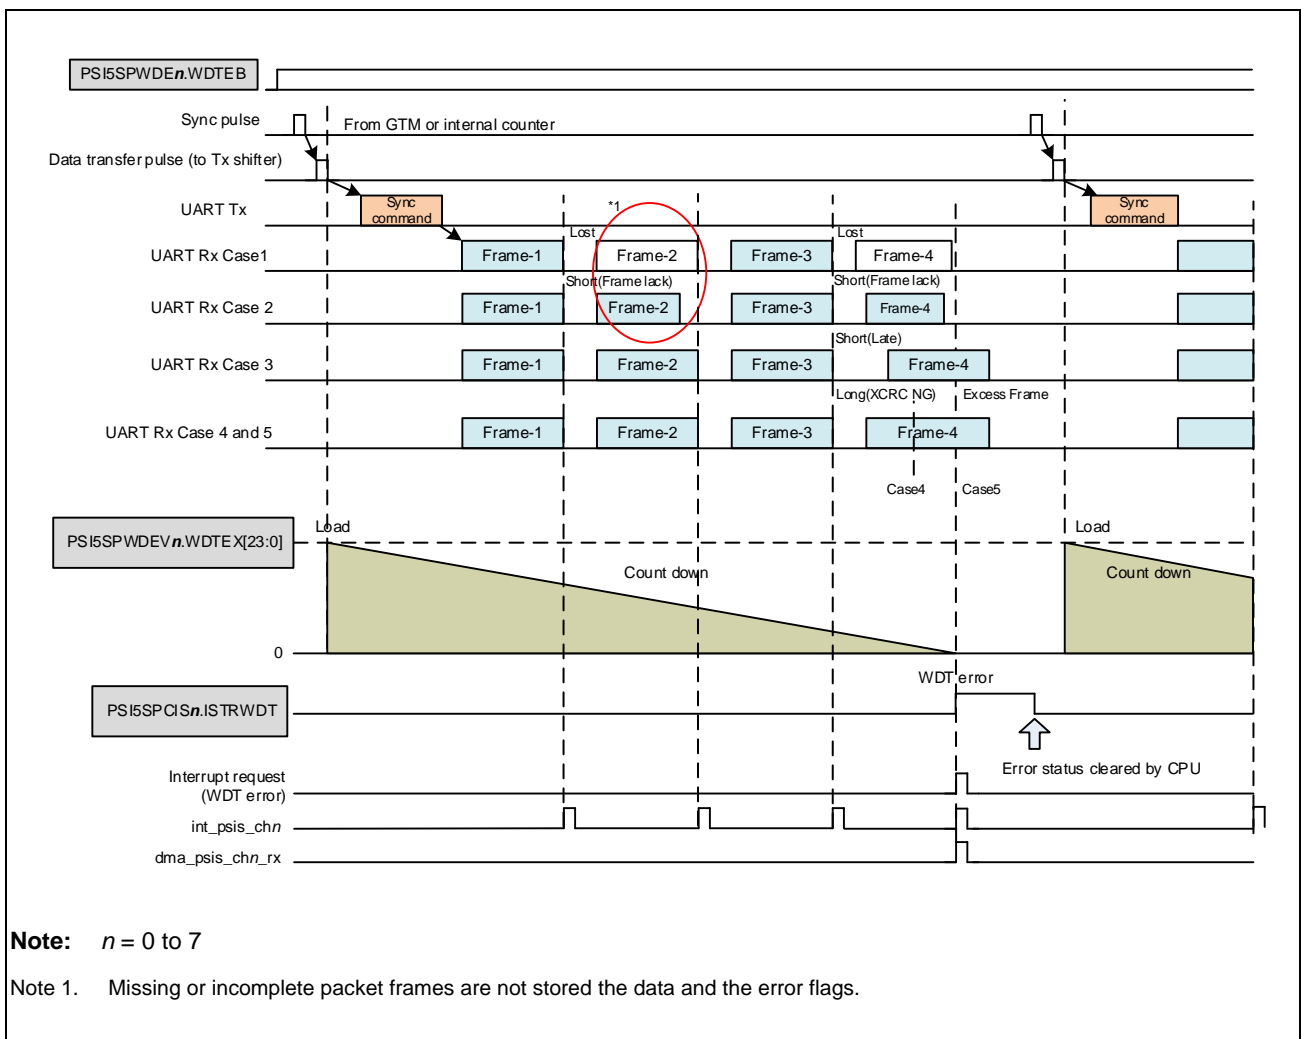 PSI5SPWDEn.WDTEB
Sync pulse
From GTM or internal counter
Data transfer pulse (to Tx shifter)
UART Tx
Sync
command
*1
Sync
command
Lost
Lost
UART Rx Case1
Frame-1
Frame-2
Frame-3
Frame-4
Short(Frame lack)
Short(Frame lack)
UART Rx Case 2
Frame-1
Frame-2
Frame-3
Frame-4
Short(Late)
UART Rx Case 3
Frame-1
Frame-2
Frame-3
Frame-4
Long(XCRC NG)
Excess Frame
UART Rx Case 4 and 5
Frame-1
Frame-2
Frame-3
Frame-4
Case4
Case5
Load
Load
PSI5SPWDEVn.WDTEX[23:0]
Count down
Count down
0
WDT error
PSI5SPCISn.ISTRWDT
Error status cleared by CPU
Interrupt request
(WDT error)
int_psis_chn
dma_psis_chn_rx
Note: n = 0 to 7
Note 1. Missing or incomplete packet frames are not stored the data and the error flags.